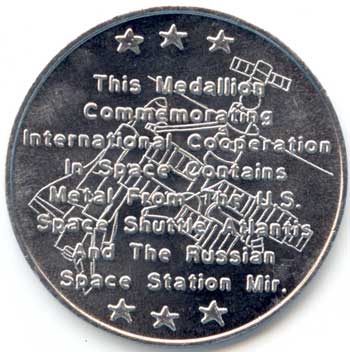 This Medallion
Commemorating
International Cooperation
In Space Contains
Metal From The U.S.
Space Shuttle Atlantis
And The Russian
Space Station Mir.